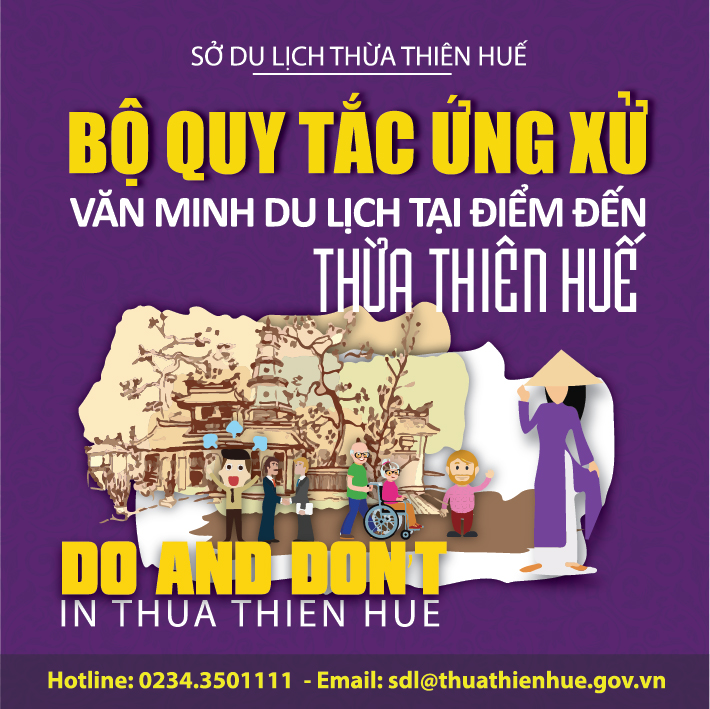 SỞ DU LỊCH THỪA THIÊN HUẾ
BỘ QUY TẮC ỨNG XỬ
VĂN MINH DU LỊCH TẠI ĐIỂM ĐẾN
THỪA THIÊN HUẾ
DO AND DON'T
IN THUA THIEN HUE
Hotline: 0234.3501111 - Email: sdl@thuathienhue.gov.vn